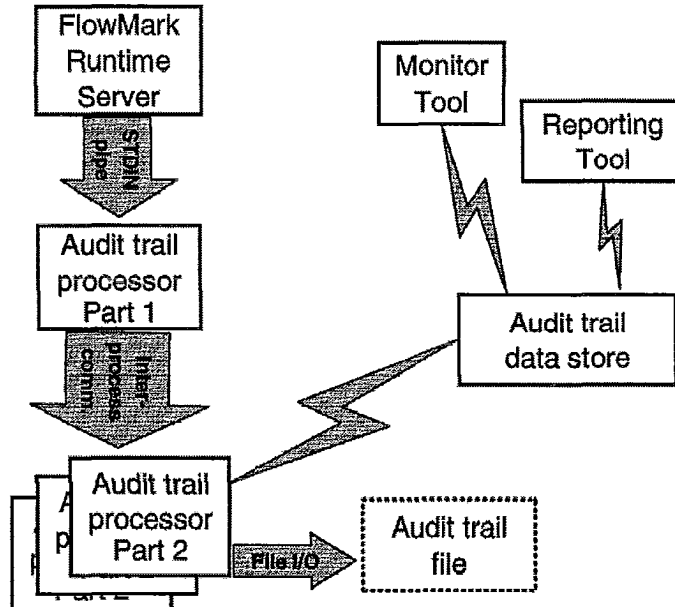 FlowMark
Runtime
Server
STDIN
pipe
Audit trail
processor
Part 1
Inter-
process
comm.
Audit trail
processor
Part 2
File I/O
Audit trail
file
Monitor
Tool
Reporting
Tool
Audit trail
data store